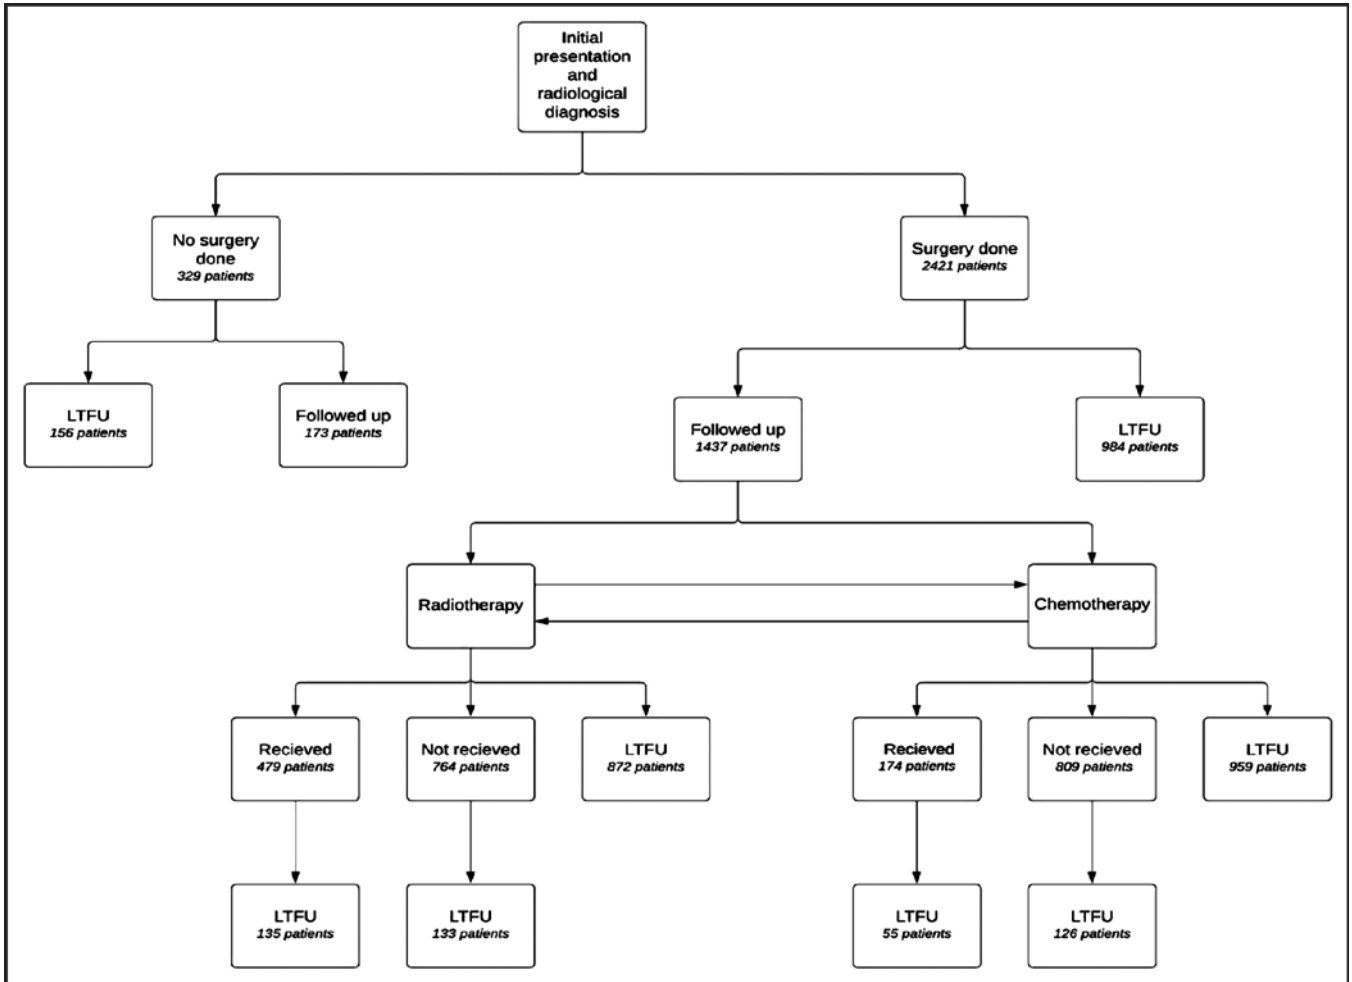 Initial
presentation
and
radiological
diagnosis
No surgery
done
329 patients
Surgery done
2421 patients
LTFU
156 patients
Followed up
173 patients
Followed up
1437 patients
LTFU
984 patients
Radiotherapy
Chemotherapy
Recieved
479 patients
Not recieved
764 patients
LTFU
872 patients
Recieved
174 patients
Not recieved
809 patients
LTFU
959 patients
LTFU
135 patients
LTFU
133 patients
LTFU
55 patients
LTFU
126 patients